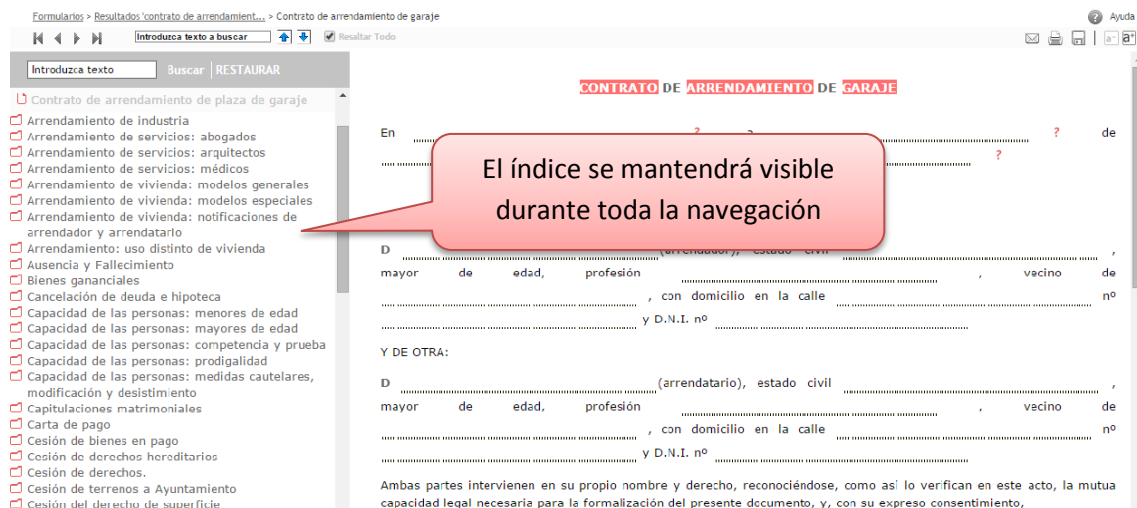 Formularios > Resultados 'contrato de arrendamient... > Contrato de arrendamiento de garaje
Ayuda
Introduzca texto a buscar
Resaltar Todo
a- a+
Introduzca texto Buscar RESTAURAR
Contrato de arrendamiento de plaza de garaje
Arrendamiento de industria
Arrendamiento de servicios: abogados
Arrendamiento de servicios: arquitectos
Arrendamiento de servicios: médicos
Arrendamiento de vivienda: modelos generales
Arrendamiento de vivienda: modelos especiales
Arrendamiento de vivienda: notificaciones de
arrendador y arrendatario
Arrendamiento: uso distinto de vivienda
Ausencia y Fallecimiento
Bienes gananciales
Cancelación de deuda e hipoteca
Capacidad de las personas: menores de edad
Capacidad de las personas: mayores de edad
Capacidad de las personas: competencia y prueba
Capacidad de las personas: prodigalidad
Capacidad de las personas: medidas cautelares,
modificación y desistimiento
Capitulaciones matrimoniales
Carta de pago
Cesión de bienes en pago
Cesión de derechos hereditarios
Cesión de derechos.
Cesión de terrenos a Ayuntamiento
Cesión del derecho de superficie
CONTRATO DE ARRENDAMIENTO DE GARAJE
En ? a ? de
?
El índice se mantendrá visible
durante toda la navegación
D (arrendador), estado civil ,
mayor de edad, profesión , vecino de
, con domicilio en la calle nº
y D.N.I. nº
Y DE OTRA:
D (arrendatario), estado civil ,
mayor de edad, profesión , vecino de
, con domicilio en la calle nº
y D.N.I. nº
Ambas partes intervienen en su propio nombre y derecho, reconociéndose, como así lo verifican en este acto, la mutua
capacidad legal necesaria para la formalización del presente documento, y, con su expreso consentimiento,